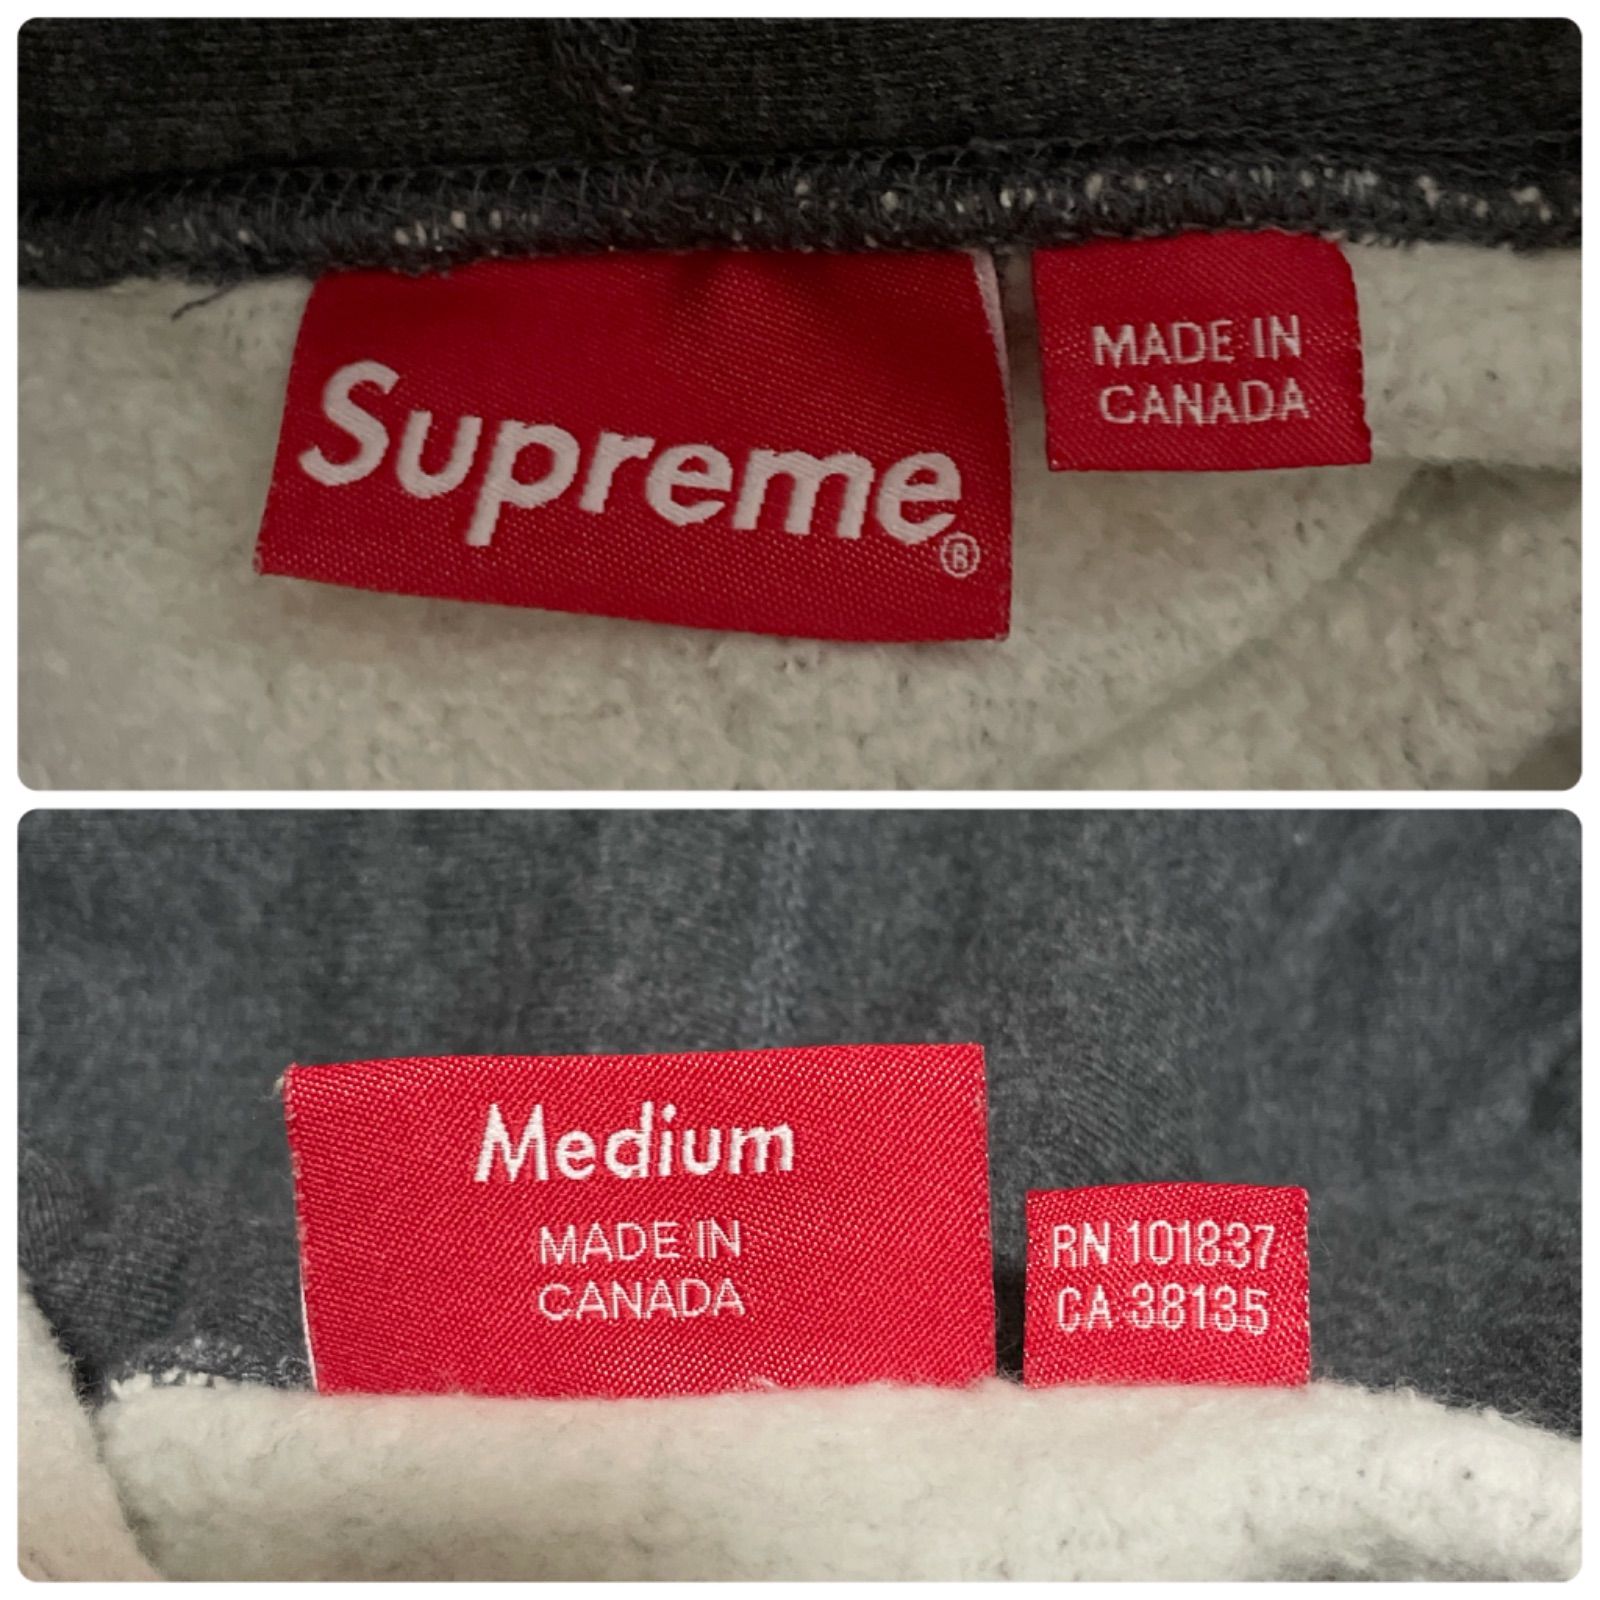 Supreme®
MADE IN
CANADA
Medium
MADE IN
CANADA
RN 101837
CA 38135